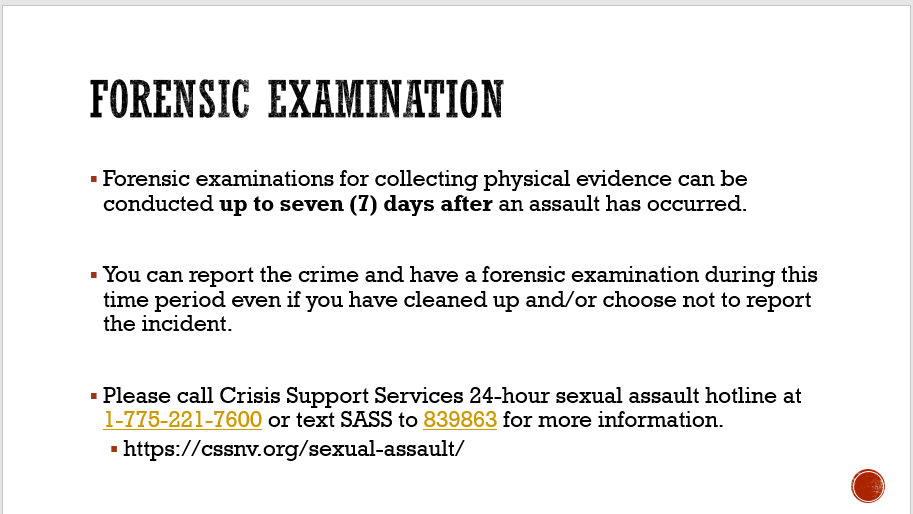 FORENSIC EXAMINATION
▪ Forensic examinations for collecting physical evidence can be
conducted up to seven (7) days after an assault has occurred.
▪ You can report the crime and have a forensic examination during this
time period even if you have cleaned up and/or choose not to report
the incident.
▪ Please call Crisis Support Services 24-hour sexual assault hotline at
1-775-221-7600 or text SASS to 839863 for more information.
▪ https://cssnv.org/sexual-assault/